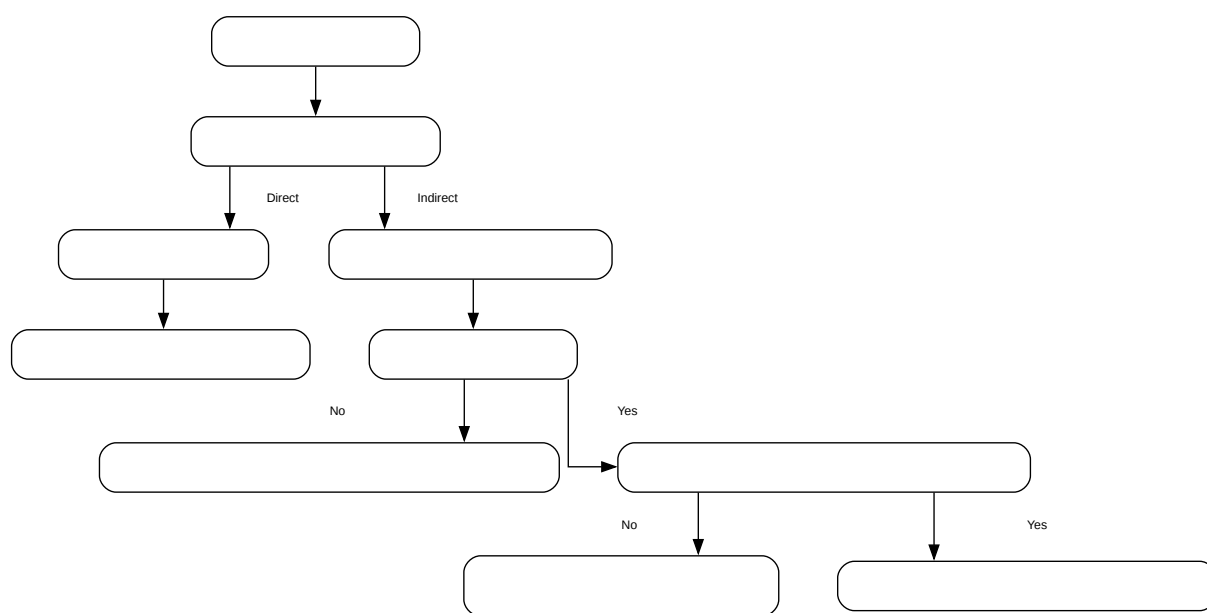 Direct
Indirect
No
Yes
No
Yes